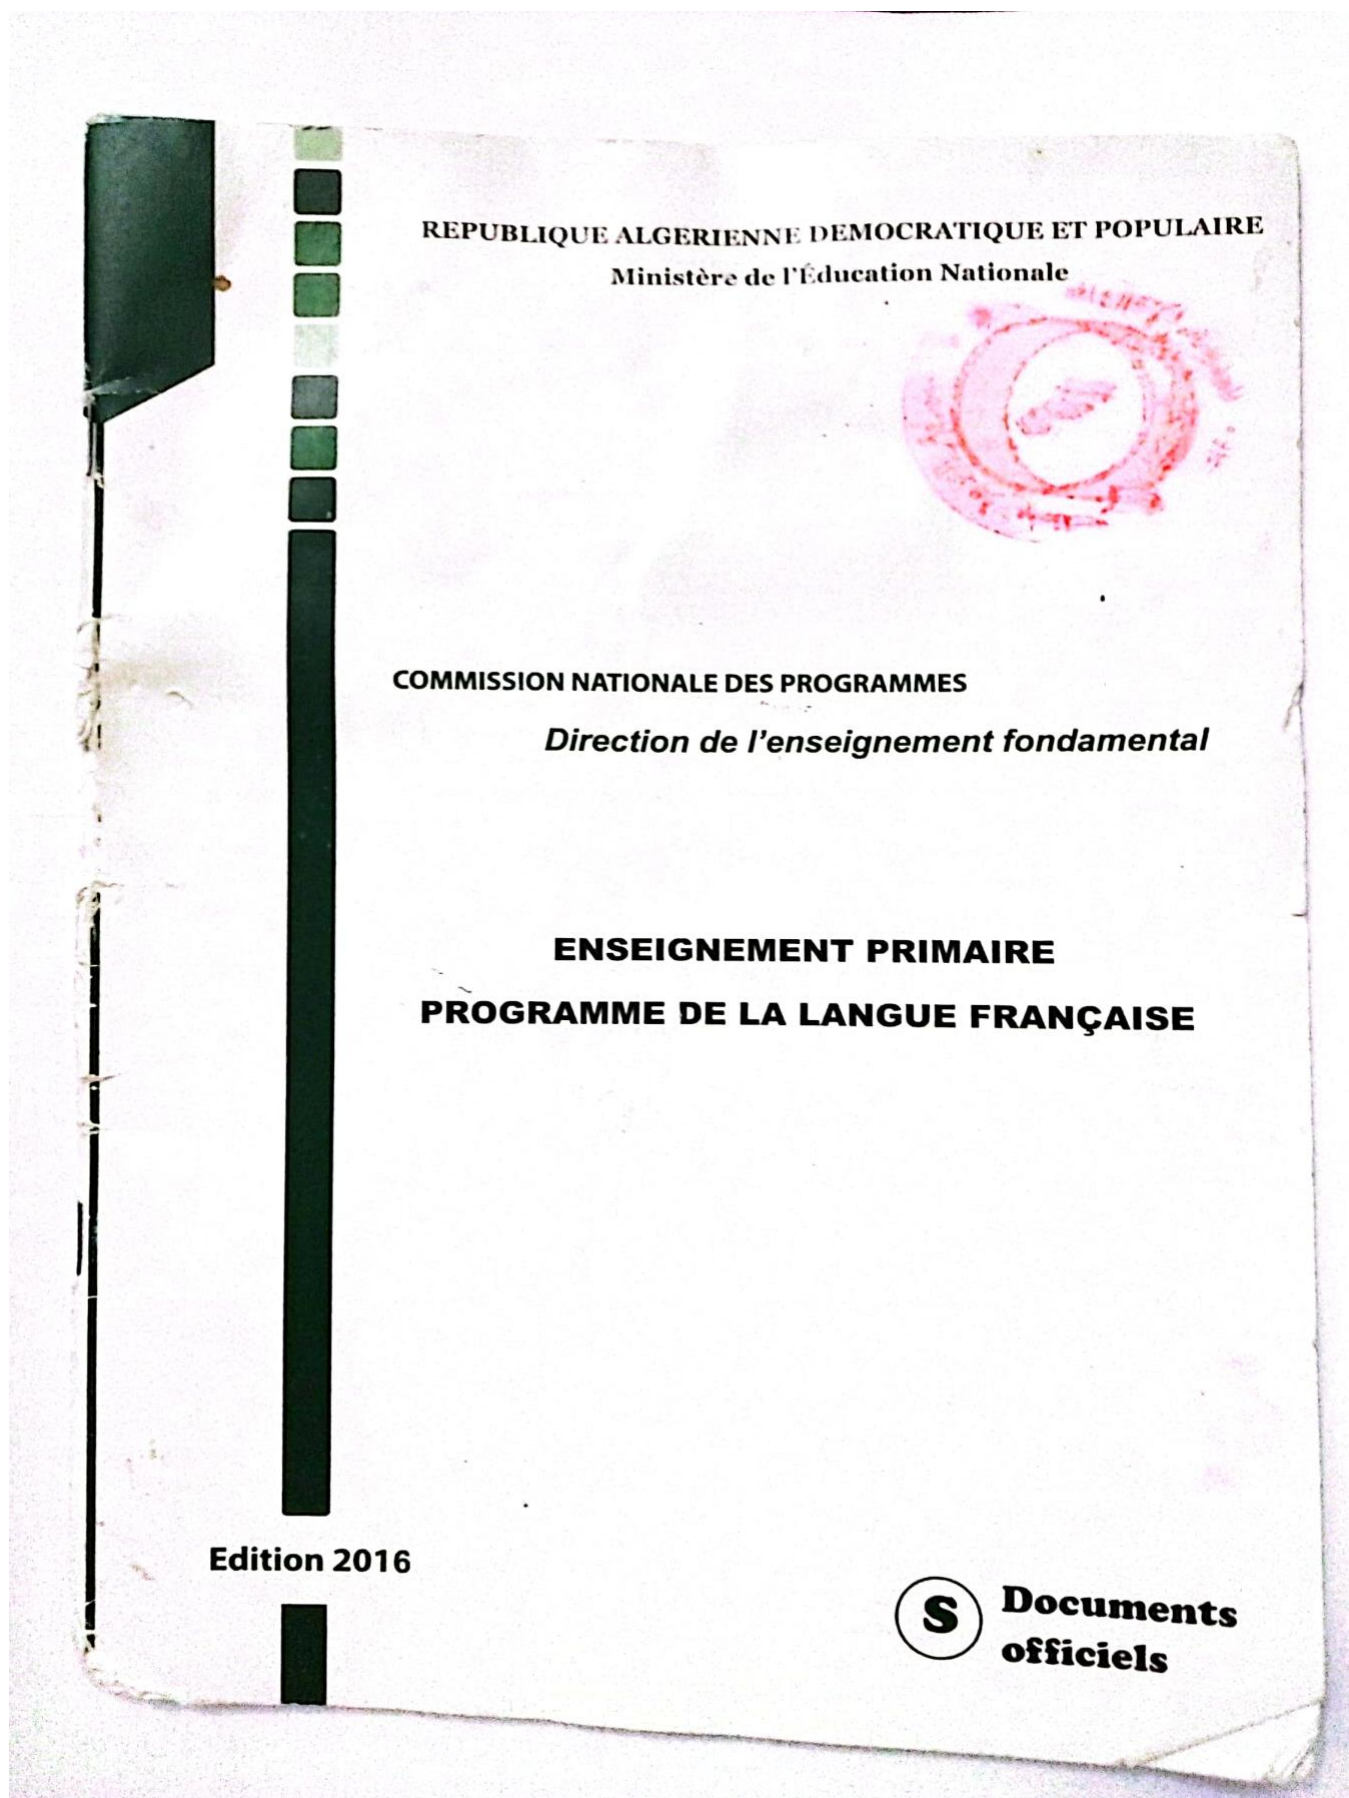 REPUBLIQUE ALGERIENNE DEMOCRATIQUE ET POPULAIRE
Ministère de l'Éducation Nationale
COMMISSION NATIONALE DES PROGRAMMES
Direction de l'enseignement fondamental
ENSEIGNEMENT PRIMAIRE
PROGRAMME DE LA LANGUE FRANÇAISE
Edition 2016
S Documents
officiels